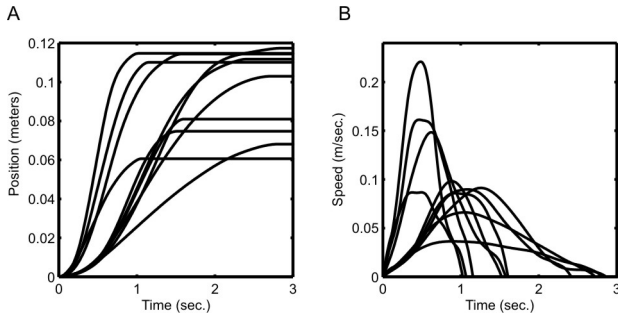 A
0.12
0.1
0.08
0.06
0.04
0.02
0
Position (meters)
0 1 2 3
Time (sec.)
B
0.2
0.15
0.1
0.05
0
Speed (m/sec.)
0 1 2 3
Time (sec.)